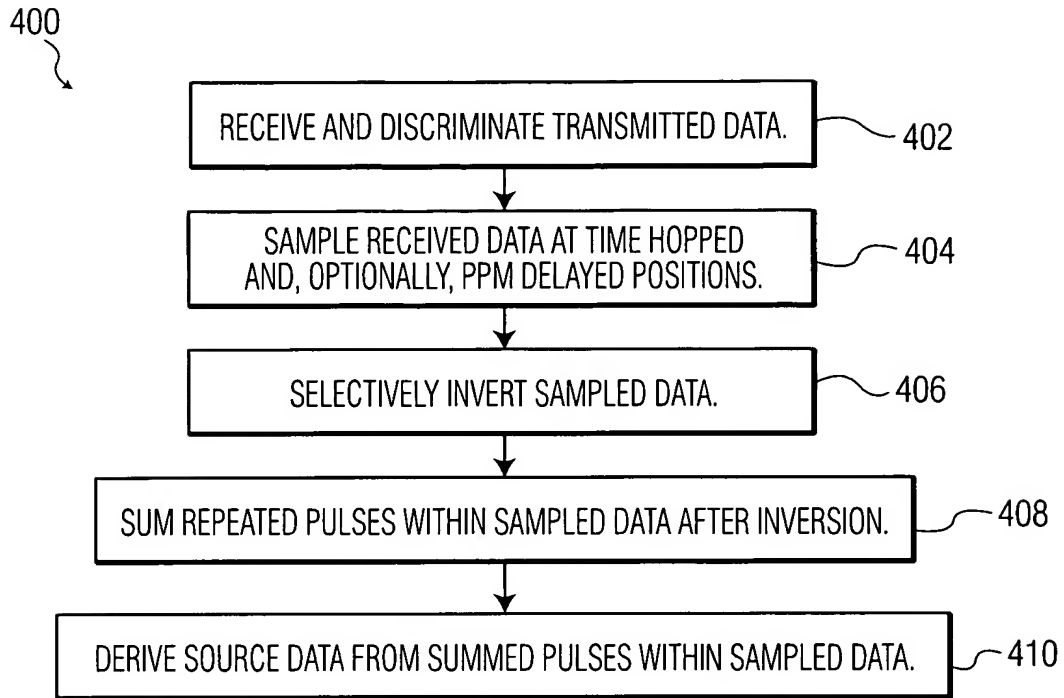 400
RECEIVE AND DISCRIMINATE TRANSMITTED DATA.
402
SAMPLE RECEIVED DATA AT TIME HOPPED
AND, OPTIONALLY, PPM DELAYED POSITIONS.
404
SELECTIVELY INVERT SAMPLED DATA.
406
SUM REPEATED PULSES WITHIN SAMPLED DATA AFTER INVERSION.
408
DERIVE SOURCE DATA FROM SUMMED PULSES WITHIN SAMPLED DATA.
410